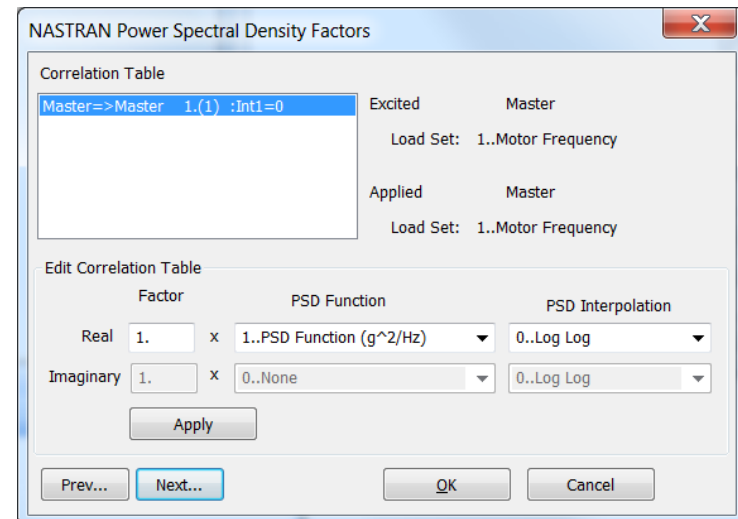 NASTRAN Power Spectral Density Factors
X
Correlation Table
Master=>Master 1.(1) :Int1=0
Excited Master
Load Set: 1..Motor Frequency
Applied Master
Load Set: 1..Motor Frequency
Edit Correlation Table
Factor PSD Function PSD Interpolation
Real 1. x 1..PSD Function (g^2/Hz) 0..Log Log
Imaginary 1. x 0..None 0..Log Log
Apply
Prev... Next... OK Cancel